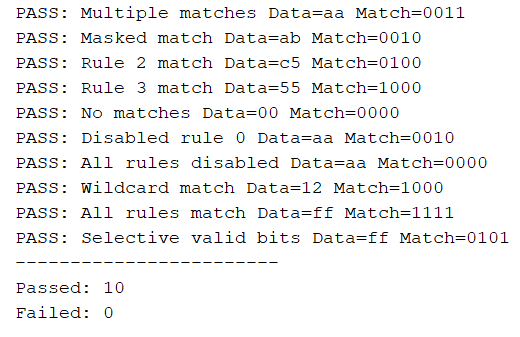 PASS: Multiple matches Data=aa Match=0011
PASS: Masked match Data=ab Match=0010
PASS: Rule 2 match Data=c5 Match=0100
PASS: Rule 3 match Data=55 Match=1000
PASS: No matches Data=00 Match=0000
PASS: Disabled rule 0 Data=aa Match=0010
PASS: All rules disabled Data=aa Match=0000
PASS: Wildcard match Data=12 Match=1000
PASS: All rules match Data=ff Match=1111
PASS: Selective valid bits Data=ff Match=0101
------------------------
Passed: 10
Failed: 0